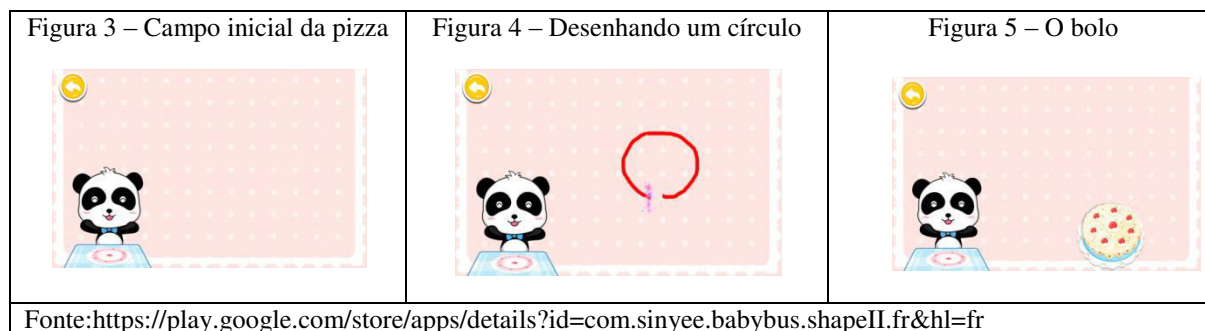 Figura 3 – Campo inicial da pizza
Figura 4 – Desenhando um círculo
Figura 5 – O bolo
Fonte:https://play.google.com/store/apps/details?id=com.sinyee.babybus.shapeII.fr&hl=fr